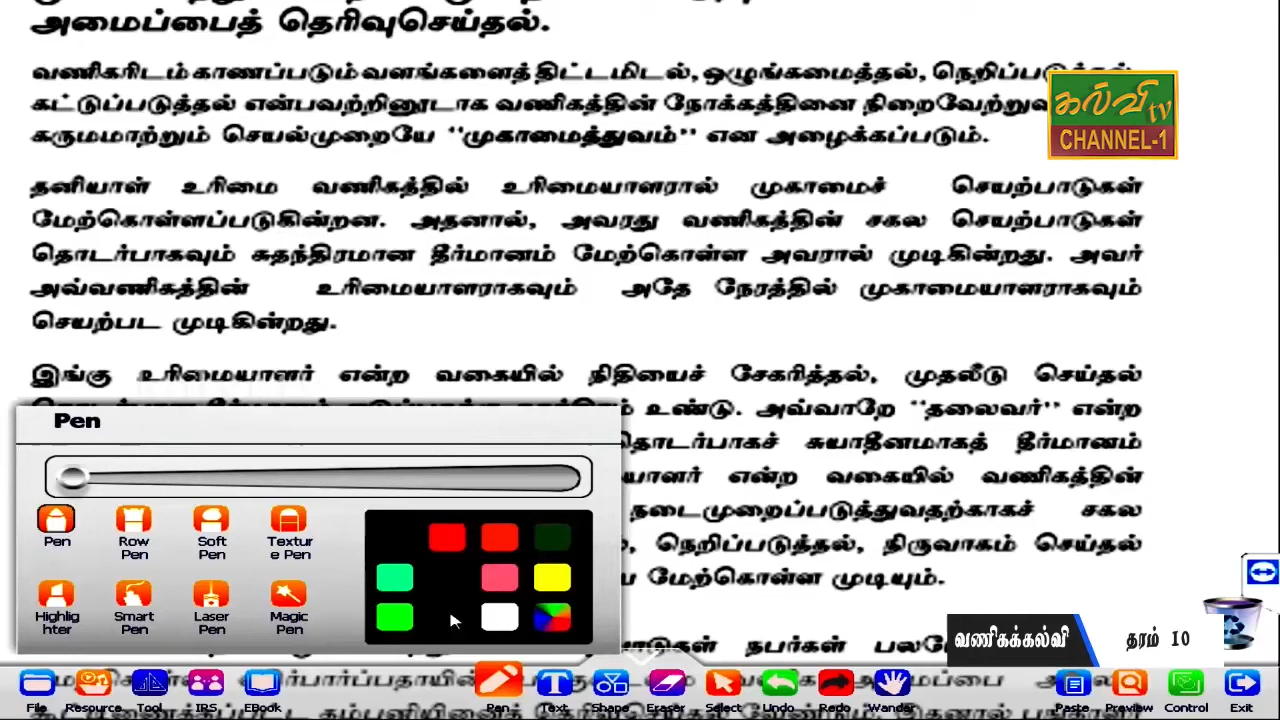 அமைப்பைத் தெரிவுசெய்தல்.
வணிகரிடம் காணப்படும் வளங்களைத் திட்டமிடல், ஒழுங்கமைத்தல், நெறிப்படுத்தல்,
கல்வி tv
கட்டுப்படுத்தல் என்பவற்றினூடாக வணிகத்தின் நோக்கத்தினை
CHANNEL-1
கருமமாற்றும் செயல்முறையே "முகாமைத்துவம்" என அழைக்கப்படும்.
தனியாள் உரிமை வணிகத்தில் உரிமையாளரால் முகாமைச் செயற்பாடுகள்
மேற்கொள்ளப்படுகின்றன. அதனால், அவரது வணிகத்தின் சகல செயற்பாடுகள்
தொடர்பாகவும் சுதந்திரமான தீர்மானம் மேற்கொள்ள அவரால் முடிகின்றது. அவர்
அவ்வணிகத்தின் உரிமையாளராகவும் அதே நேரத்தில் முகாமையாளராகவும்
செயற்பட முடிகின்றது.
இங்கு உரிமையாளர் என்ற வகையில் நிதியைச் சேகரித்தல், முதலீடு செய்தல்
உண்டு. அவ்வாறே "தலைவர்" என்ற
தொடர்பாகச் சுயாதீனமாகத் தீர்மானம்
என்ற வகையில் வணிகத்தின்
நடைமுறைப்படுத்துவதற்காகச் சகல
நெறிப்படுத்தல், திருவாகம் செய்தல்
மேற்கொள்ள முடியும்.
நபர்கள்
Pen
Pen
Row Pen
Soft Pen
Textur e Pen
Highlig hter
Smart Pen
Laser Pen
Magic Pen
வணிகக்கல்வி தரம் 10
File Resource Tool IRS EBook Pen Text Shape Eraser Select Undo Redo Wander Paste Preview Control Exit